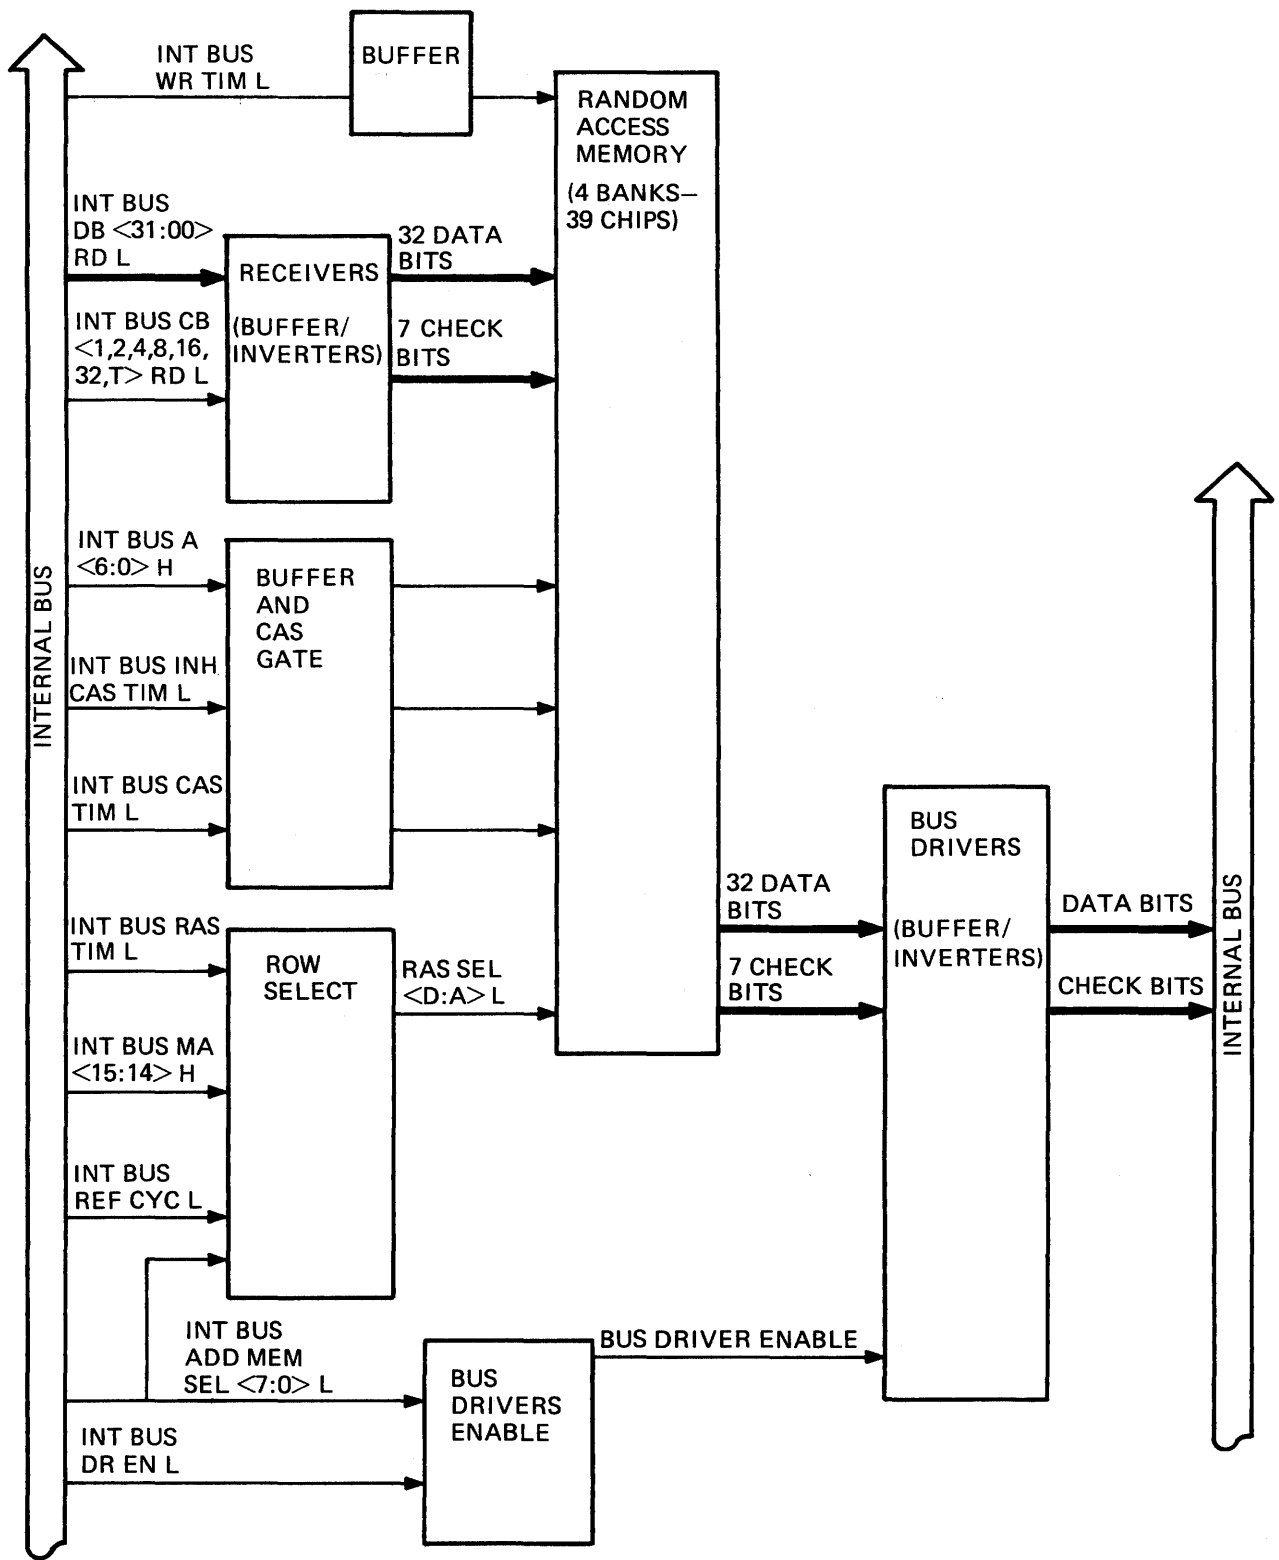 INT BUS
WR TIM L
BUFFER
RANDOM
ACCESS
MEMORY
(4 BANKS—
39 CHIPS)
INT BUS
DB <31:00>
RD L
RECEIVERS
(BUFFER/
INVERTERS)
32 DATA
BITS
INT BUS CB
<1,2,4,8,16,
32,T> RD L
7 CHECK
BITS
INTERNAL BUS
INT BUS A
<6:0> H
BUFFER
AND
CAS
GATE
INT BUS INH
CAS TIM L
INT BUS CAS
TIM L
INT BUS RAS
TIM L
ROW
SELECT
RAS SEL
<D:A> L
INT BUS MA
<15:14> H
INT BUS
REF CYC L
32 DATA
BITS
7 CHECK
BITS
BUS
DRIVERS
(BUFFER/
INVERTERS)
DATA BITS
CHECK BITS
INTERNAL BUS
INT BUS
ADD MEM
SEL <7:0> L
BUS DRIVER ENABLE
BUS
DRIVERS
ENABLE
INT BUS
DR EN L